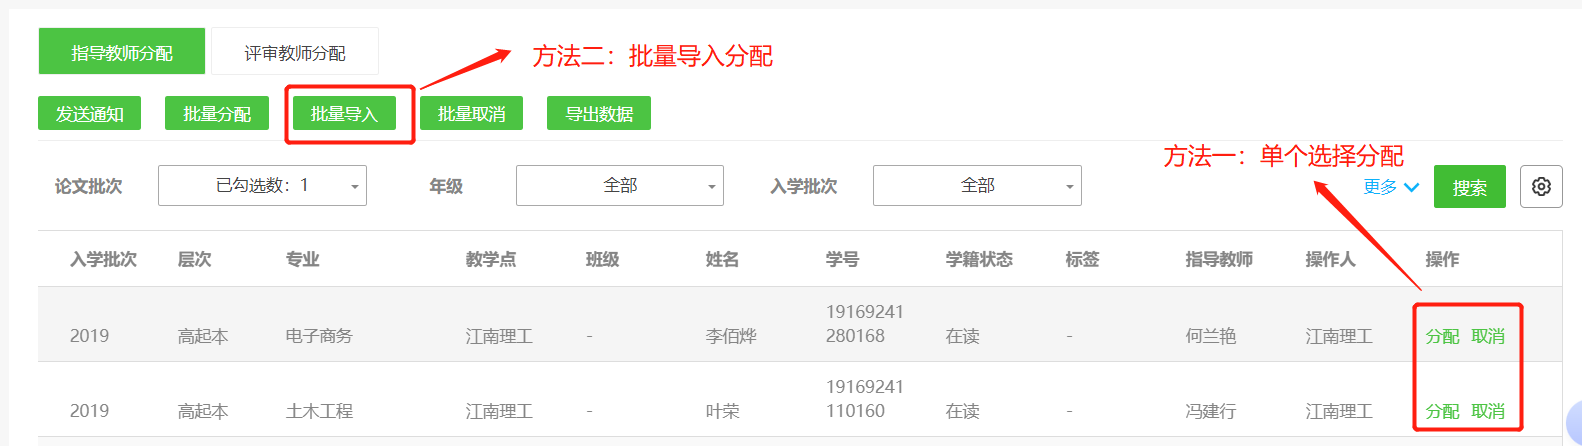 指导教师分配 评审教师分配
方法二：批量导入分配
发送通知 批量分配 批量导入 批量取消 导出数据
方法一：单个选择分配
论文批次 已勾选数：1 年级 全部 入学批次 全部 更多 搜索
入学批次 层次 专业 教学点 班级 姓名 学号 学籍状态 标签 指导教师 操作人 操作
19169241
2019 高起本 电子商务 江南理工 - 李佰烨 280168 在读 - 何兰艳 江南理工 分配 取消
19169241
2019 高起本 土木工程 江南理工 - 叶荣 110160 在读 - 冯建行 江南理工 分配 取消